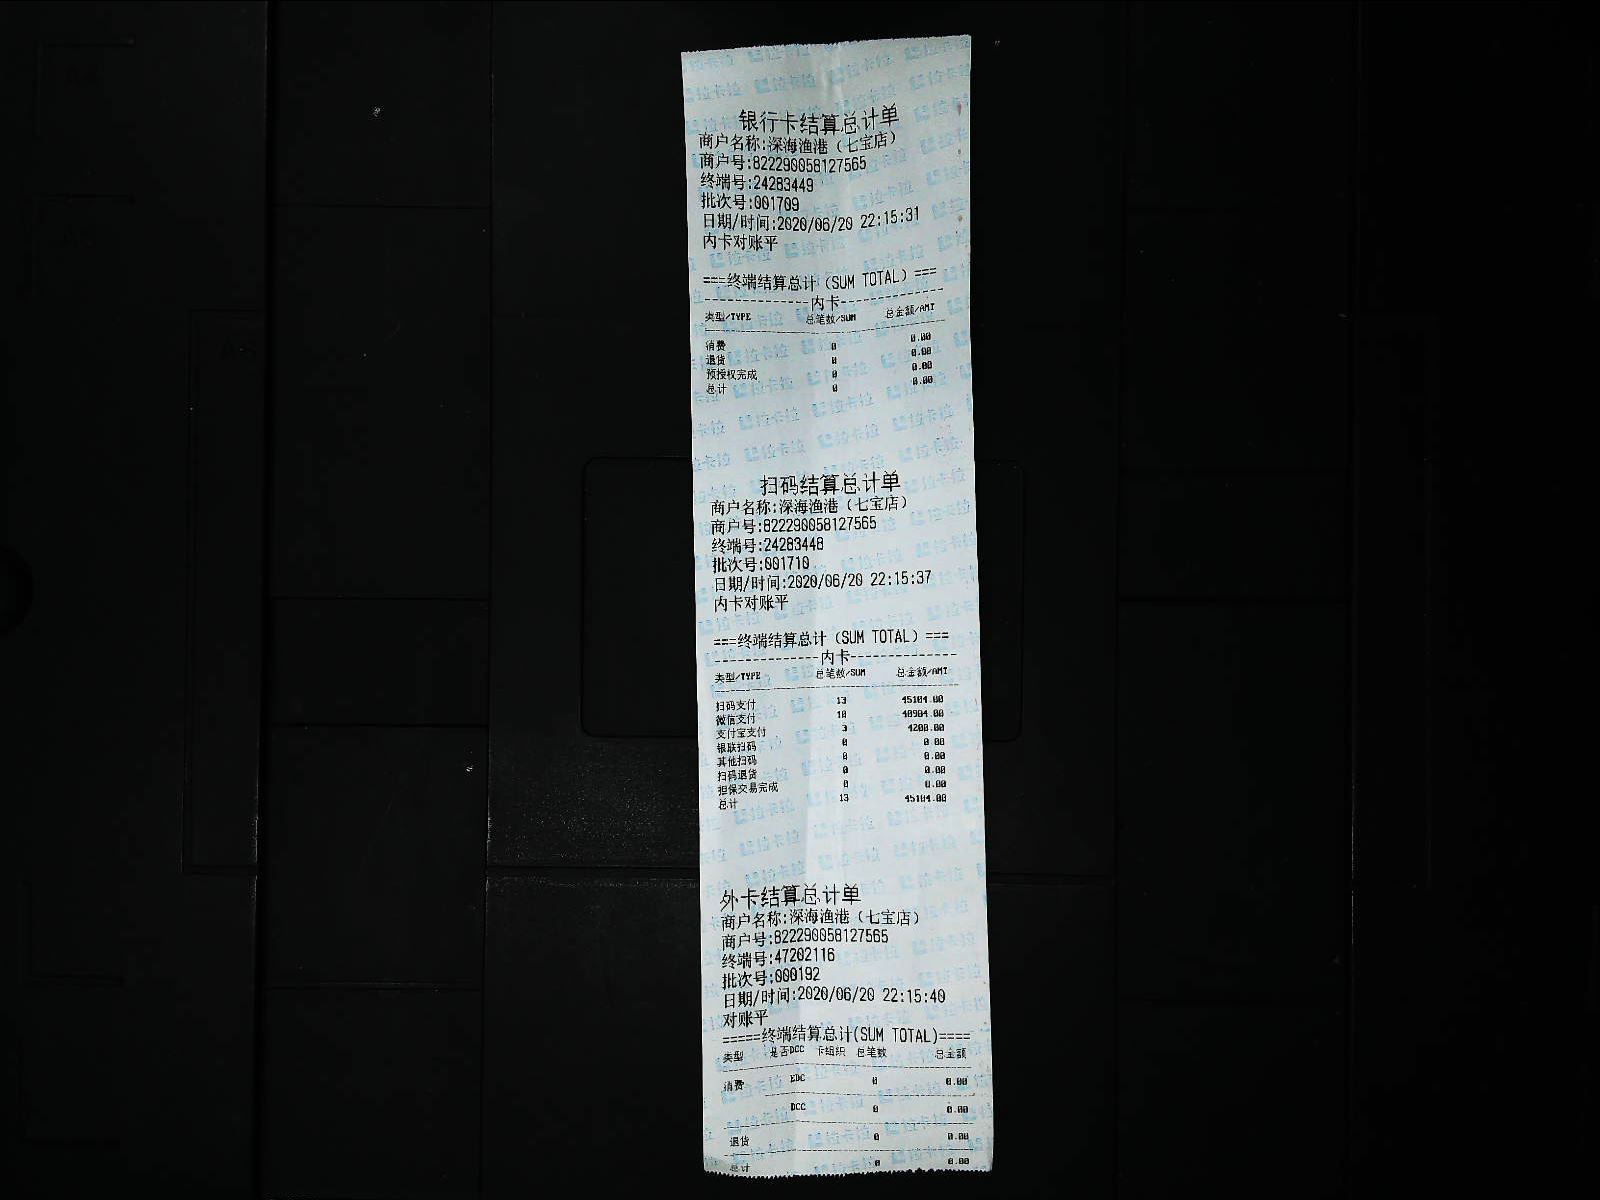 银行卡结算总计单
商户名称:深海渔港（七宝店）
商户号:822290058127565
终端号:24283449
批次号:001709
日期/时间:2020/06/20 22:15:31
内卡对账平
===终端结算总计（SUM TOTAL）===
---------------内卡---------------
类型/TYPE 总笔数/SUM 总金额/AMT
消费 0 0.00
退货 0 0.00
预授权完成 0 0.00
总计 0 0.00
扫码结算总计单
商户名称:深海渔港（七宝店）
商户号:822290058127565
终端号:24283448
批次号:001710
日期/时间:2020/06/20 22:15:37
内卡对账平
===终端结算总计（SUM TOTAL）===
---------------内卡---------------
类型/TYPE 总笔数/SUM 总金额/AMT
扫码支付 13 45104.00
微信支付 10 40904.00
支付宝支付 3 4200.00
银联扫码 0 0.00
其他扫码 0 0.00
扫码退货 0 0.00
担保交易完成 0 0.00
总计 13 45104.00
外卡结算总计单
商户名称:深海渔港（七宝店）
商户号:822290058127565
终端号:47202116
批次号:000192
日期/时间:2020/06/20 22:15:40
对账平
=====终端结算总计(SUM TOTAL)====
类型 是否DCC 卡组织 总笔数 总金额
消费 EDC 0 0.00
DCC 0 0.00
退货 0 0.00
总计 0 0.00